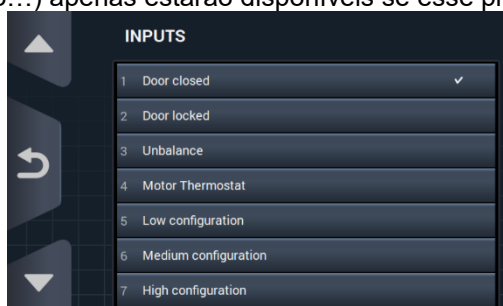 ...) apenas estarão disponíveis se esse
INPUTS
1 Door closed
2 Door locked
3 Unbalance
4 Motor Thermostat
5 Low configuration
6 Medium configuration
7 High configuration